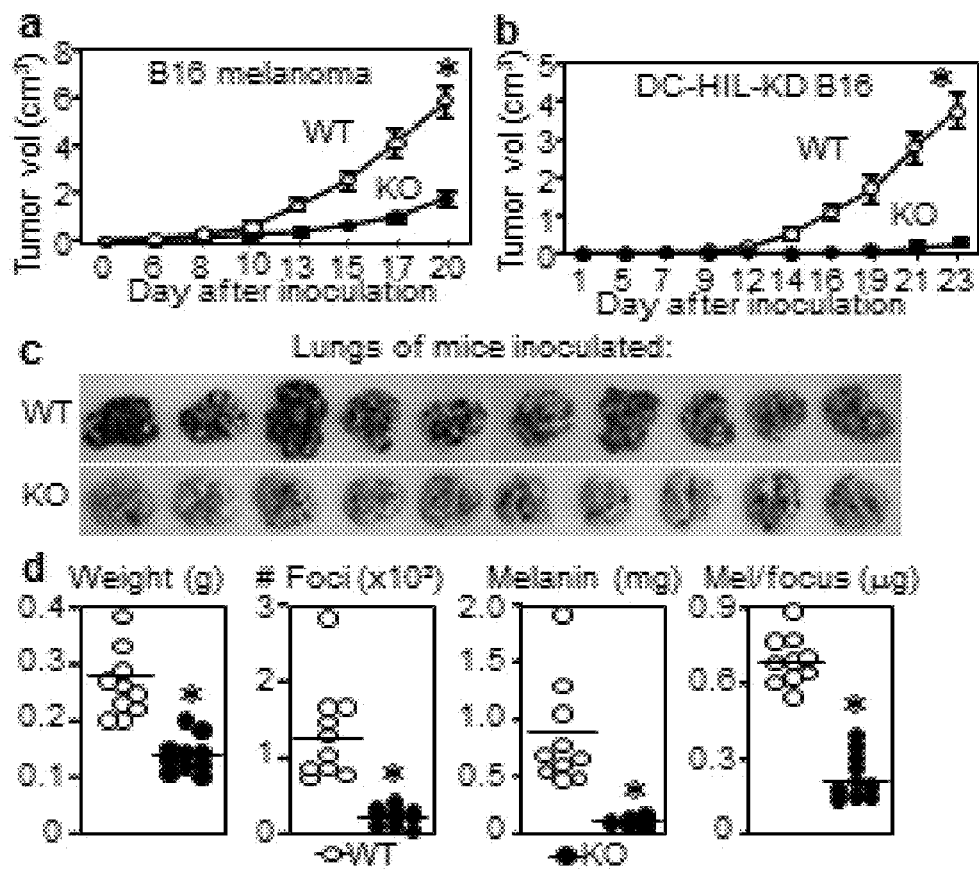 a
8
6
4
2
0
Tumor vol (cm³)
B16 melanoma
*
WT
KO
0 6 8 10 13 15 17 20
Day after inoculation
b
5
4
3
2
1
0
Tumor vol (cm³)
DC-HIL-KD B16
*
WT
KO
1 5 7 9 12 14 16 19 21 23
Day after inoculation
c
Lungs of mice inoculated:
WT
KO
d
Weight (g)
0.4
0.3
0.2
0.1
0
*
# Foci (x10²)
3
2
1
0
*
Melanin (mg)
2.0
1.5
1.0
0.5
0
*
Mel/focus (μg)
0.9
0.6
0.3
0
*
WT KO